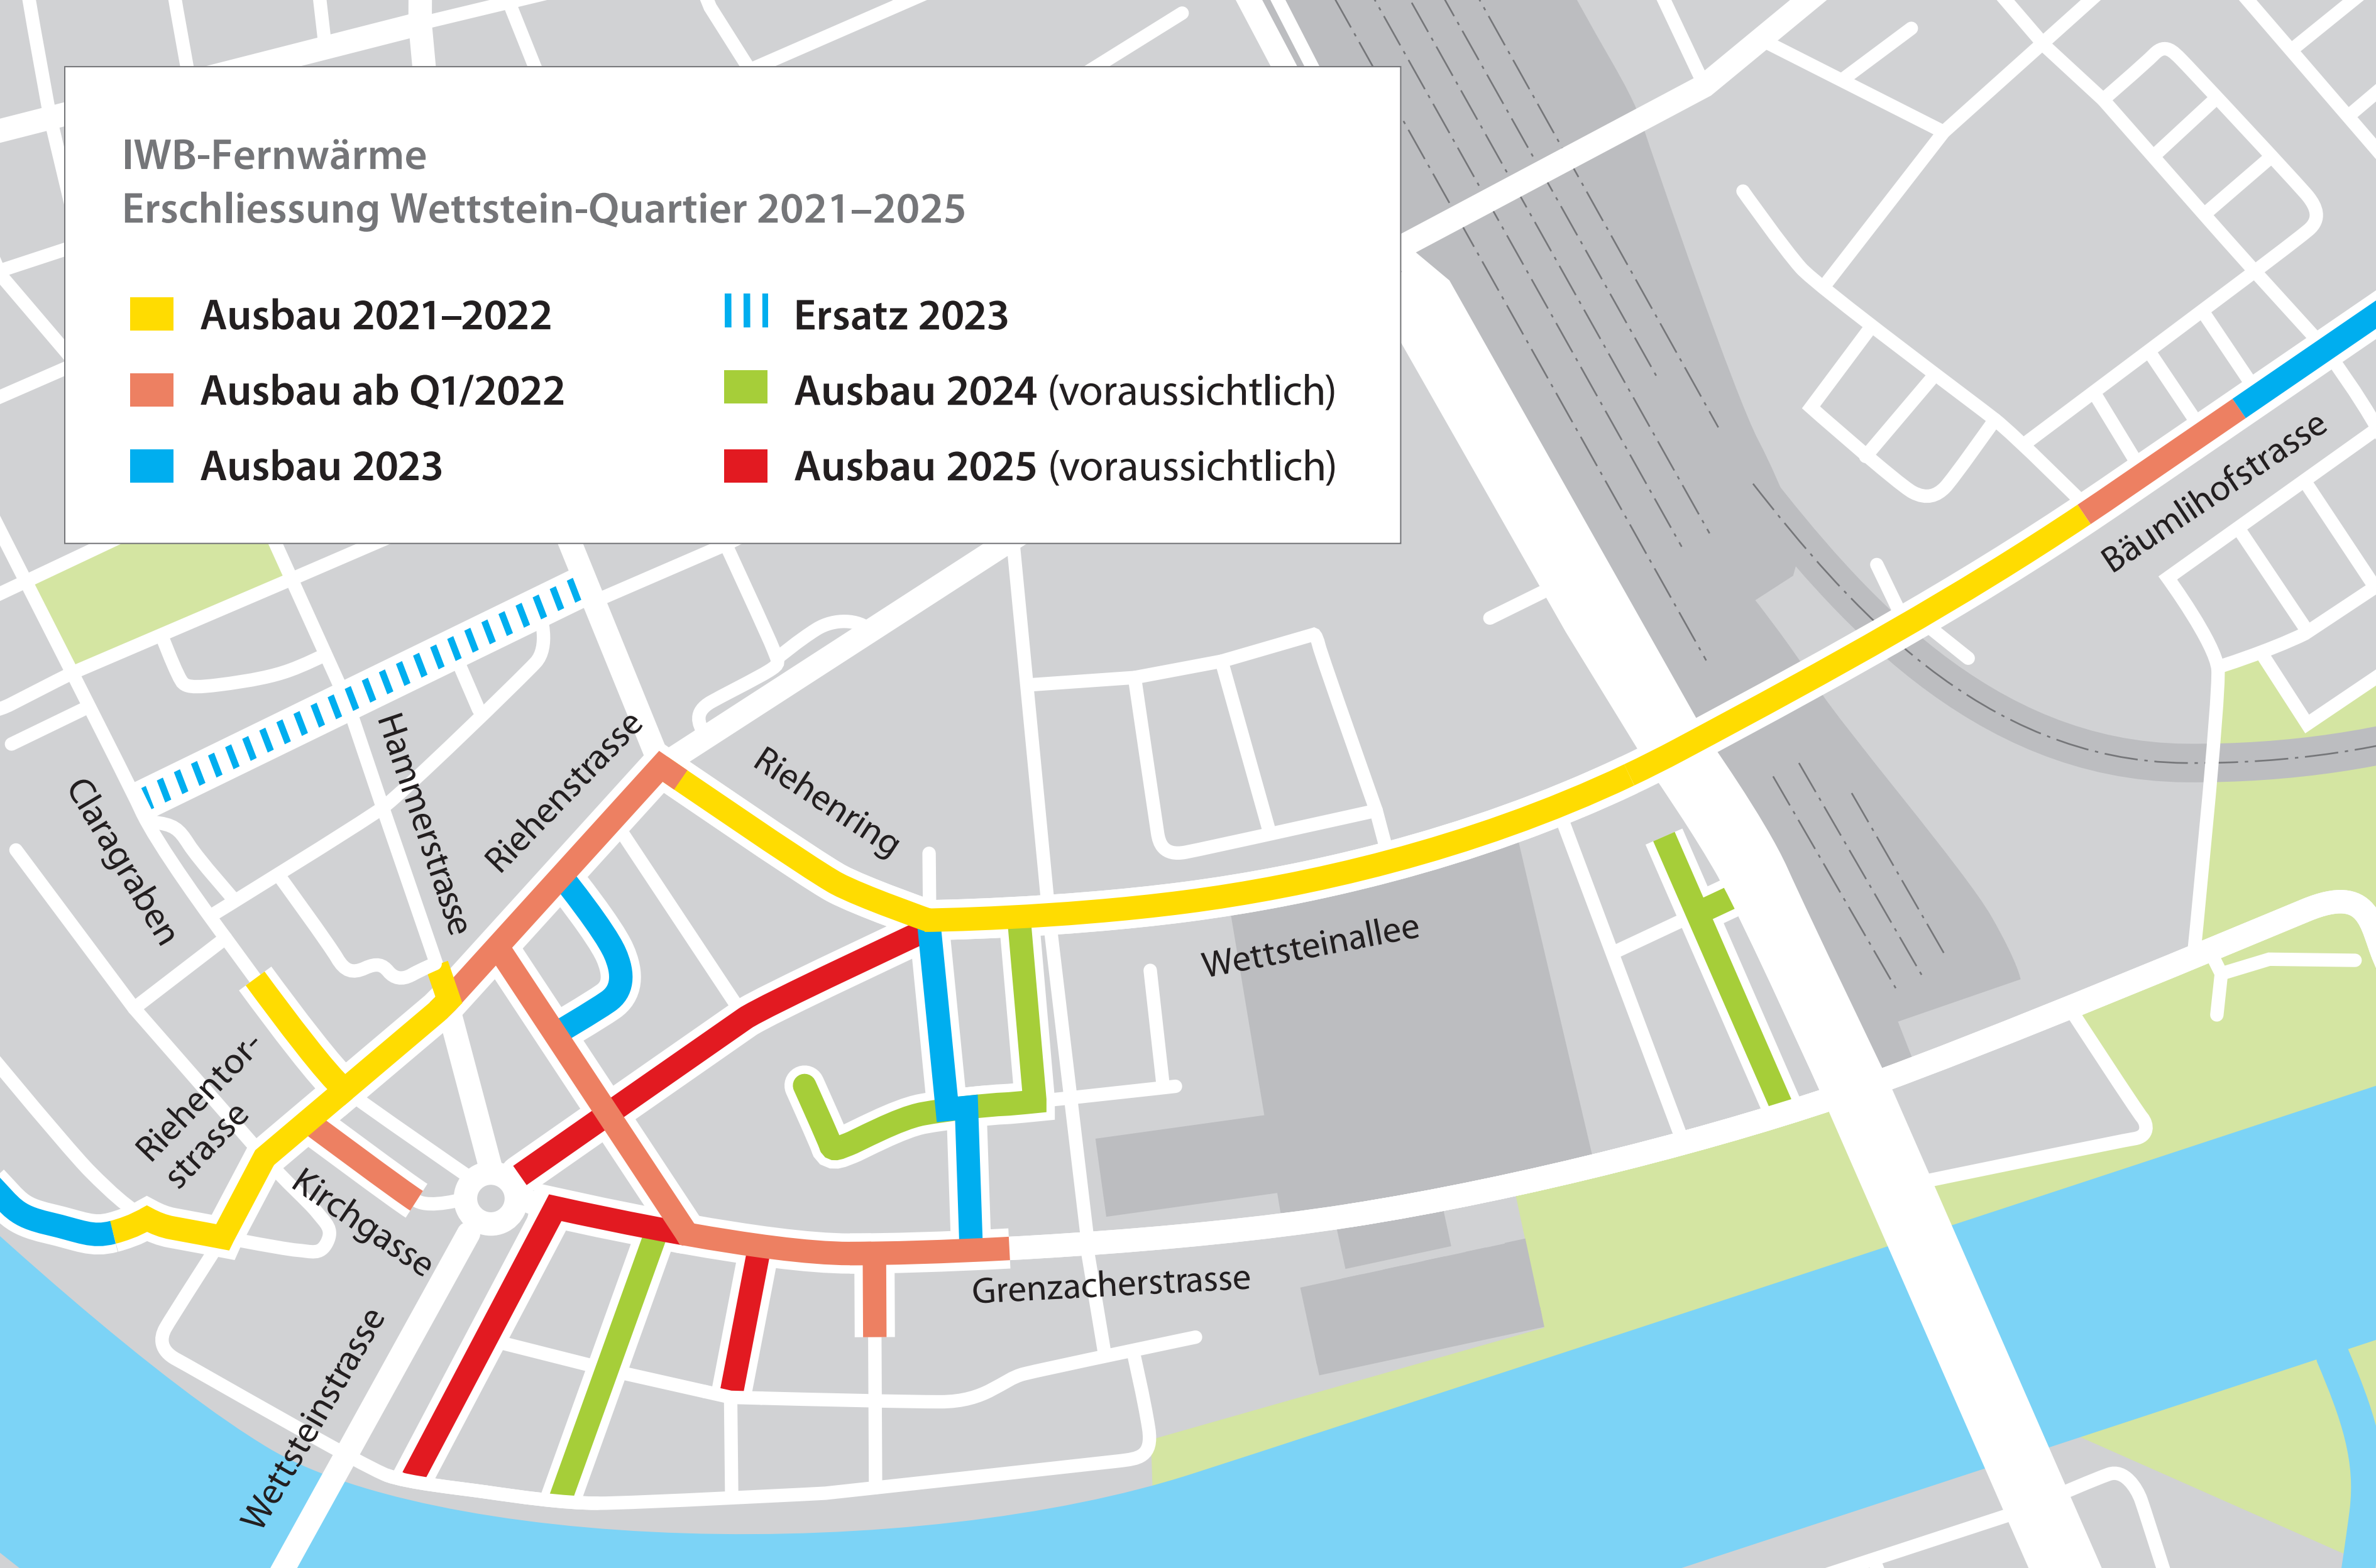 IWB-Fernwärme
Erschliessung Wettstein-Quartier 2021–2025
Ausbau 2021–2022
Ausbau ab Q1/2022
Ausbau 2023
Ersatz 2023
Ausbau 2024 (voraussichtlich)
Ausbau 2025 (voraussichtlich)
Bäumlihofstrasse
Hammerstrasse
Riehenstrasse
Riehenring
Claragraben
Wettsteinallee
Riehentor-
strasse
Kirchgasse
Grenzacherstrasse
Wettsteinstrasse